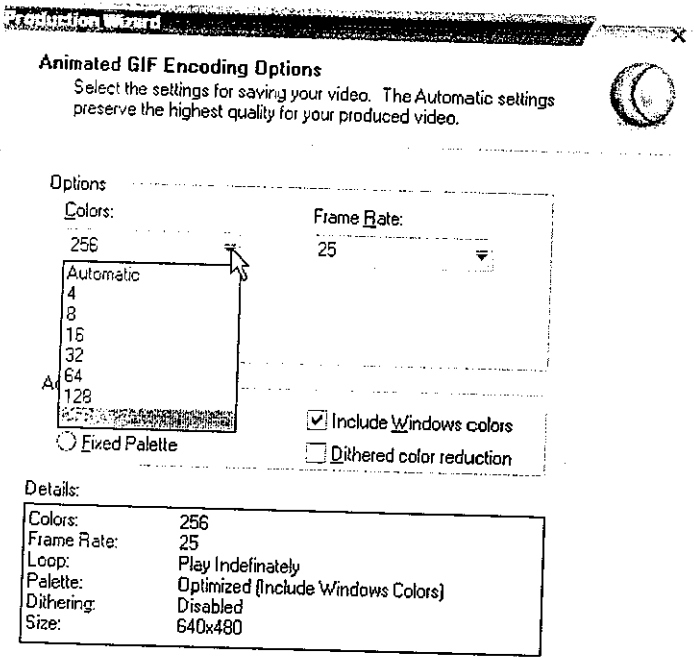 Production Wizard
Animated GIF Encoding Options
Select the settings for saving your video. The Automatic settings
preserve the highest quality for your produced video.
Options
Colors:
Frame Rate:
256
25
Automatic
4
8
16
32
64
128
Include Windows colors
Fixed Palette
Dithered color reduction
Details:
Colors: 256
Frame Rate: 25
Loop: Play Indefinately
Palette: Optimized (Include Windows Colors)
Dithering: Disabled
Size: 640x480